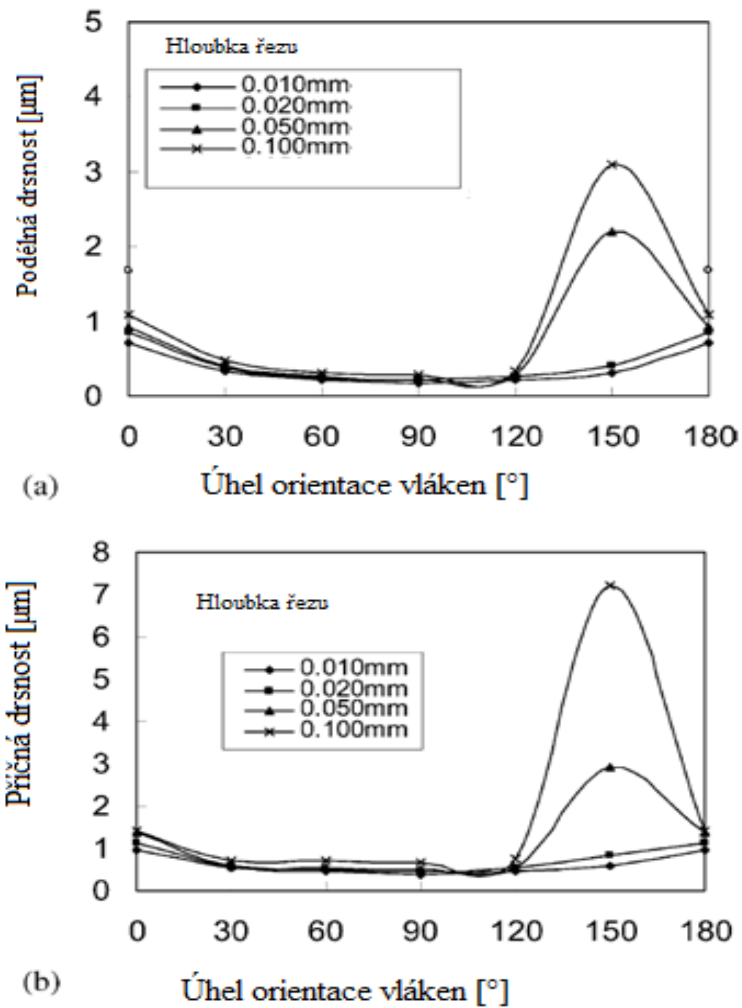 Podélná drsnost [µm]
5
4
3
2
1
0
Hloubka řezu
0.010mm
0.020mm
0.050mm
0.100mm
0 30 60 90 120 150 180
(a) Úhel orientace vláken [°]
Příčná drsnost [µm]
8
7
6
5
4
3
2
1
0
Hloubka řezu
0.010mm
0.020mm
0.050mm
0.100mm
0 30 60 90 120 150 180
(b) Úhel orientace vláken [°]